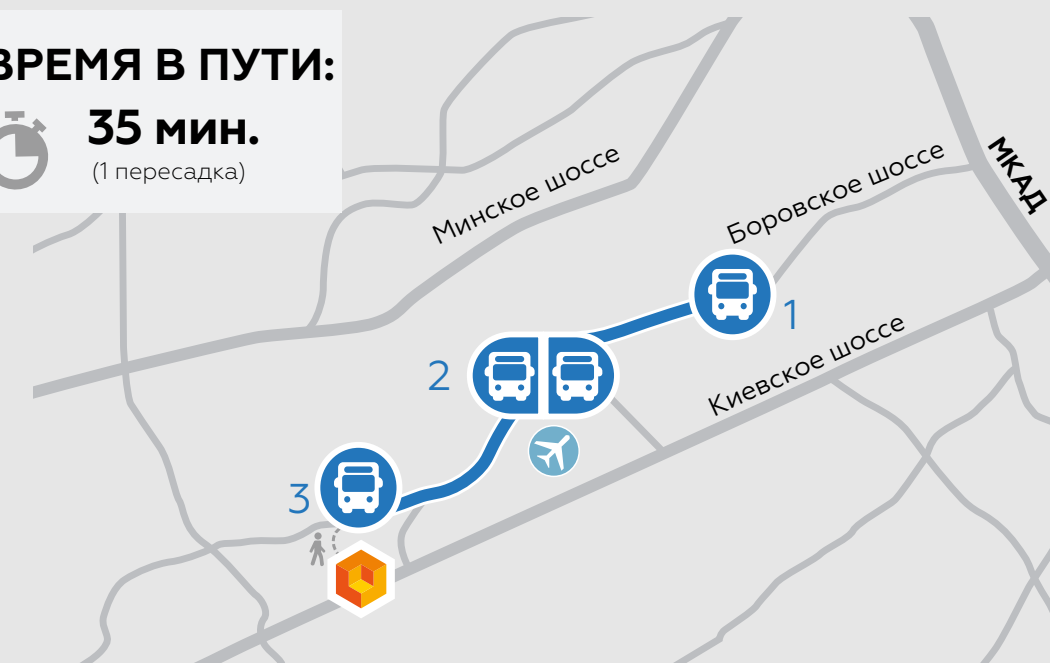 ВРЕМЯ В ПУТИ:
35 мин.
(1 пересадка)
Минское шоссе
Боровское шоссе
МКАД
1
Киевское шоссе
2
3